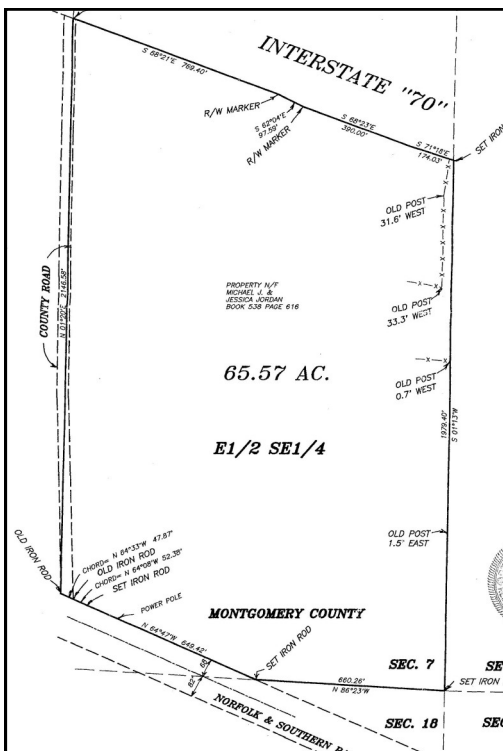 INTERSTATE "70"
S 68°21'E 769.40'
R/W MARKER
S 62°04'E
97.59'
R/W MARKER
S 68°23'E
390.00'
S 71°18'E
174.03'
SET IRON
OLD POST
31.6' WEST
COUNTY ROAD
N 01°20'E 2146.58'
PROPERTY N/F
MICHAEL J. &
JESSICA JORDAN
BOOK 538 PAGE 616
OLD POST
33.3' WEST
65.57 AC.
OLD POST
0.7' WEST
1979.40'
S 01°13'W
E1/2 SE1/4
OLD POST
1.5' EAST
OLD IRON ROD
CHORD= N 64°33'W 47.87'
OLD IRON ROD
CHORD= N 64°08'W 52.38'
SET IRON ROD
POWER POLE
MONTGOMERY COUNTY
N 64°47'W 649.42'
SET IRON ROD
SEC. 7
SE
660.26'
N 86°23'W
SET IRON
NORFOLK & SOUTHERN
SEC. 18
SEC